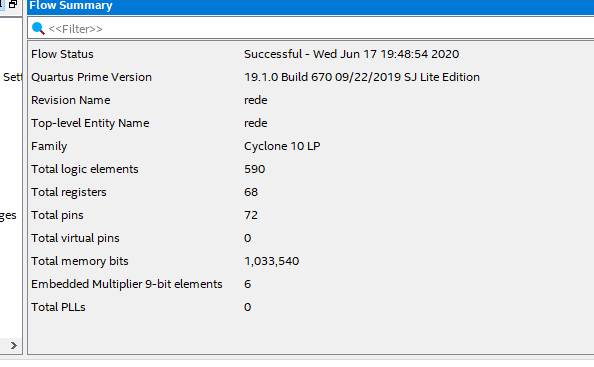 Flow Summary
<<Filter>>
Flow Status Successful - Wed Jun 17 19:48:54 2020
Quartus Prime Version 19.1.0 Build 670 09/22/2019 SJ Lite Edition
Revision Name rede
Top-level Entity Name rede
Family Cyclone 10 LP
Total logic elements 590
Total registers 68
Total pins 72
Total virtual pins 0
Total memory bits 1,033,540
Embedded Multiplier 9-bit elements 6
Total PLLs 0